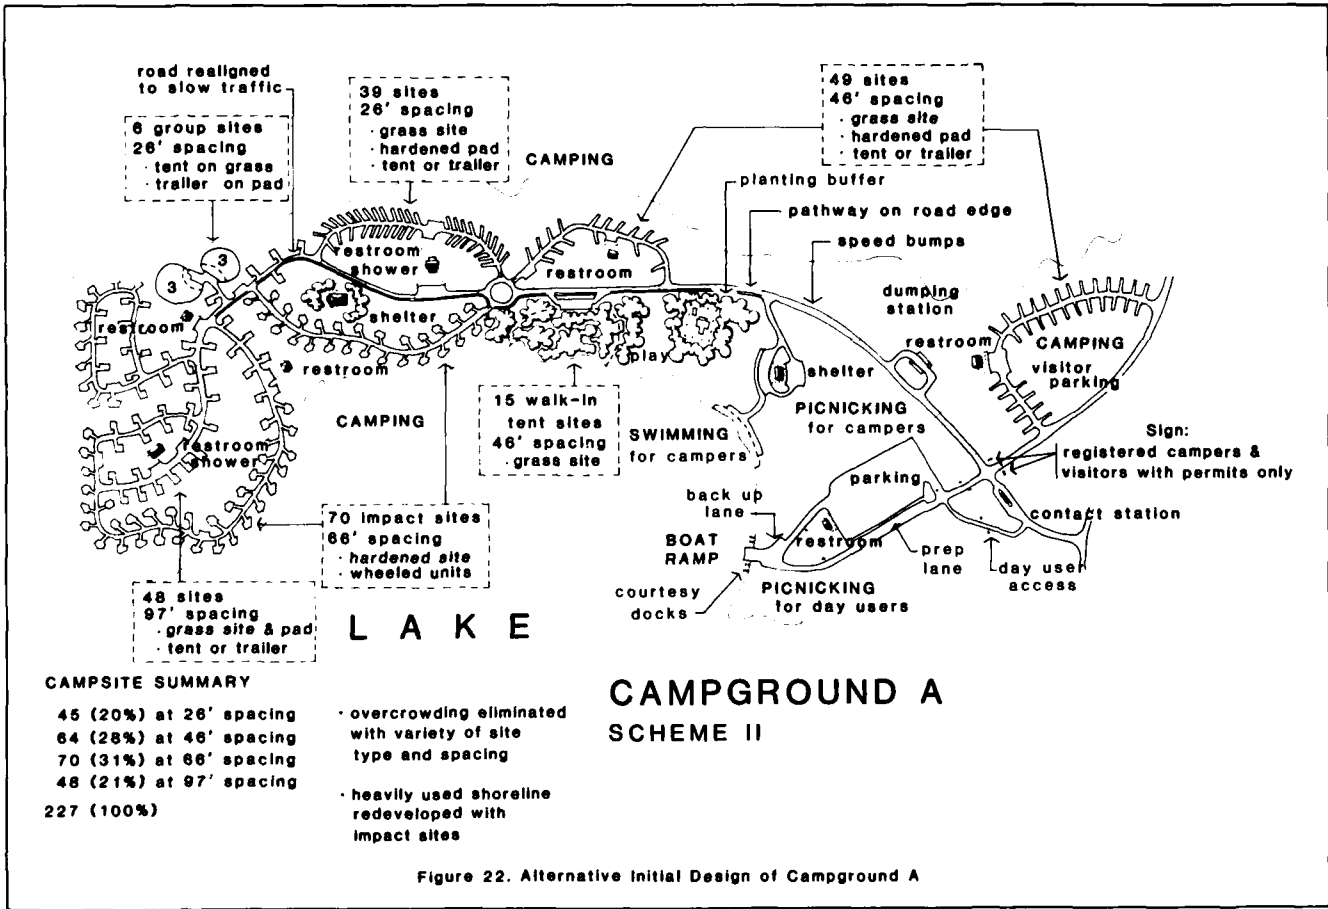 road realigned
to slow traffic
6 group sites
26' spacing
· tent on grass
· trailer on pad
39 sites
26' spacing
· grass site
· hardened pad
· tent or trailer
CAMPING
49 sites
46' spacing
· grass site
· hardened pad
· tent or trailer
planting buffer
pathway on road edge
speed bumps
dumping
station
restroom
CAMPING
visitor
parking
3
3
restroom
shower
restroom
restroom
shelter
restroom
play
shelter
CAMPING
15 walk-in
tent sites
46' spacing
· grass site
SWIMMING
for campers
PICNICKING
for campers
Sign:
registered campers &
visitors with permits only
restroom
shower
parking
back up
lane
contact station
70 impact sites
66' spacing
· hardened site
· wheeled units
BOAT
RAMP
restroom
prep
lane
day user
access
courtesy
docks
PICNICKING
for day users
48 sites
97' spacing
· grass site & pad
· tent or trailer
LAKE
CAMPSITE SUMMARY
45 (20%) at 26' spacing
64 (28%) at 46' spacing
70 (31%) at 66' spacing
48 (21%) at 97' spacing
227 (100%)
· overcrowding eliminated
with variety of site
type and spacing
· heavily used shoreline
redeveloped with
impact sites
CAMPGROUND A
SCHEME II
Figure 22. Alternative Initial Design of Campground A